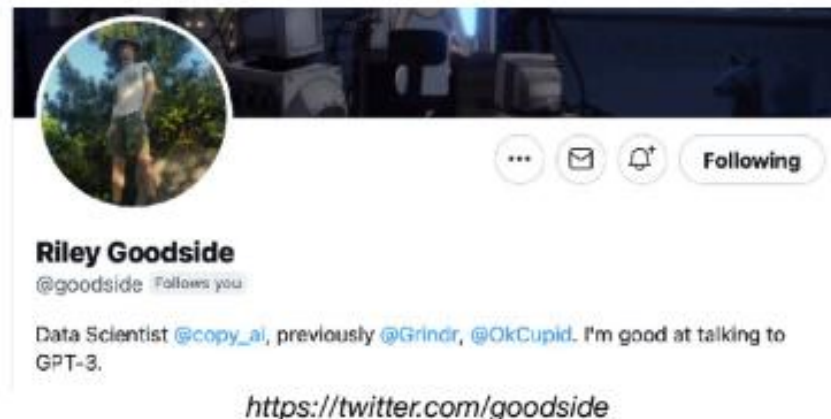 Following
Riley Goodside
@goodside Follows you
Data Scientist @copy_ai, previously @Grindr, @OkCupid. I'm good at talking to
GPT-3.
https://twitter.com/goodside